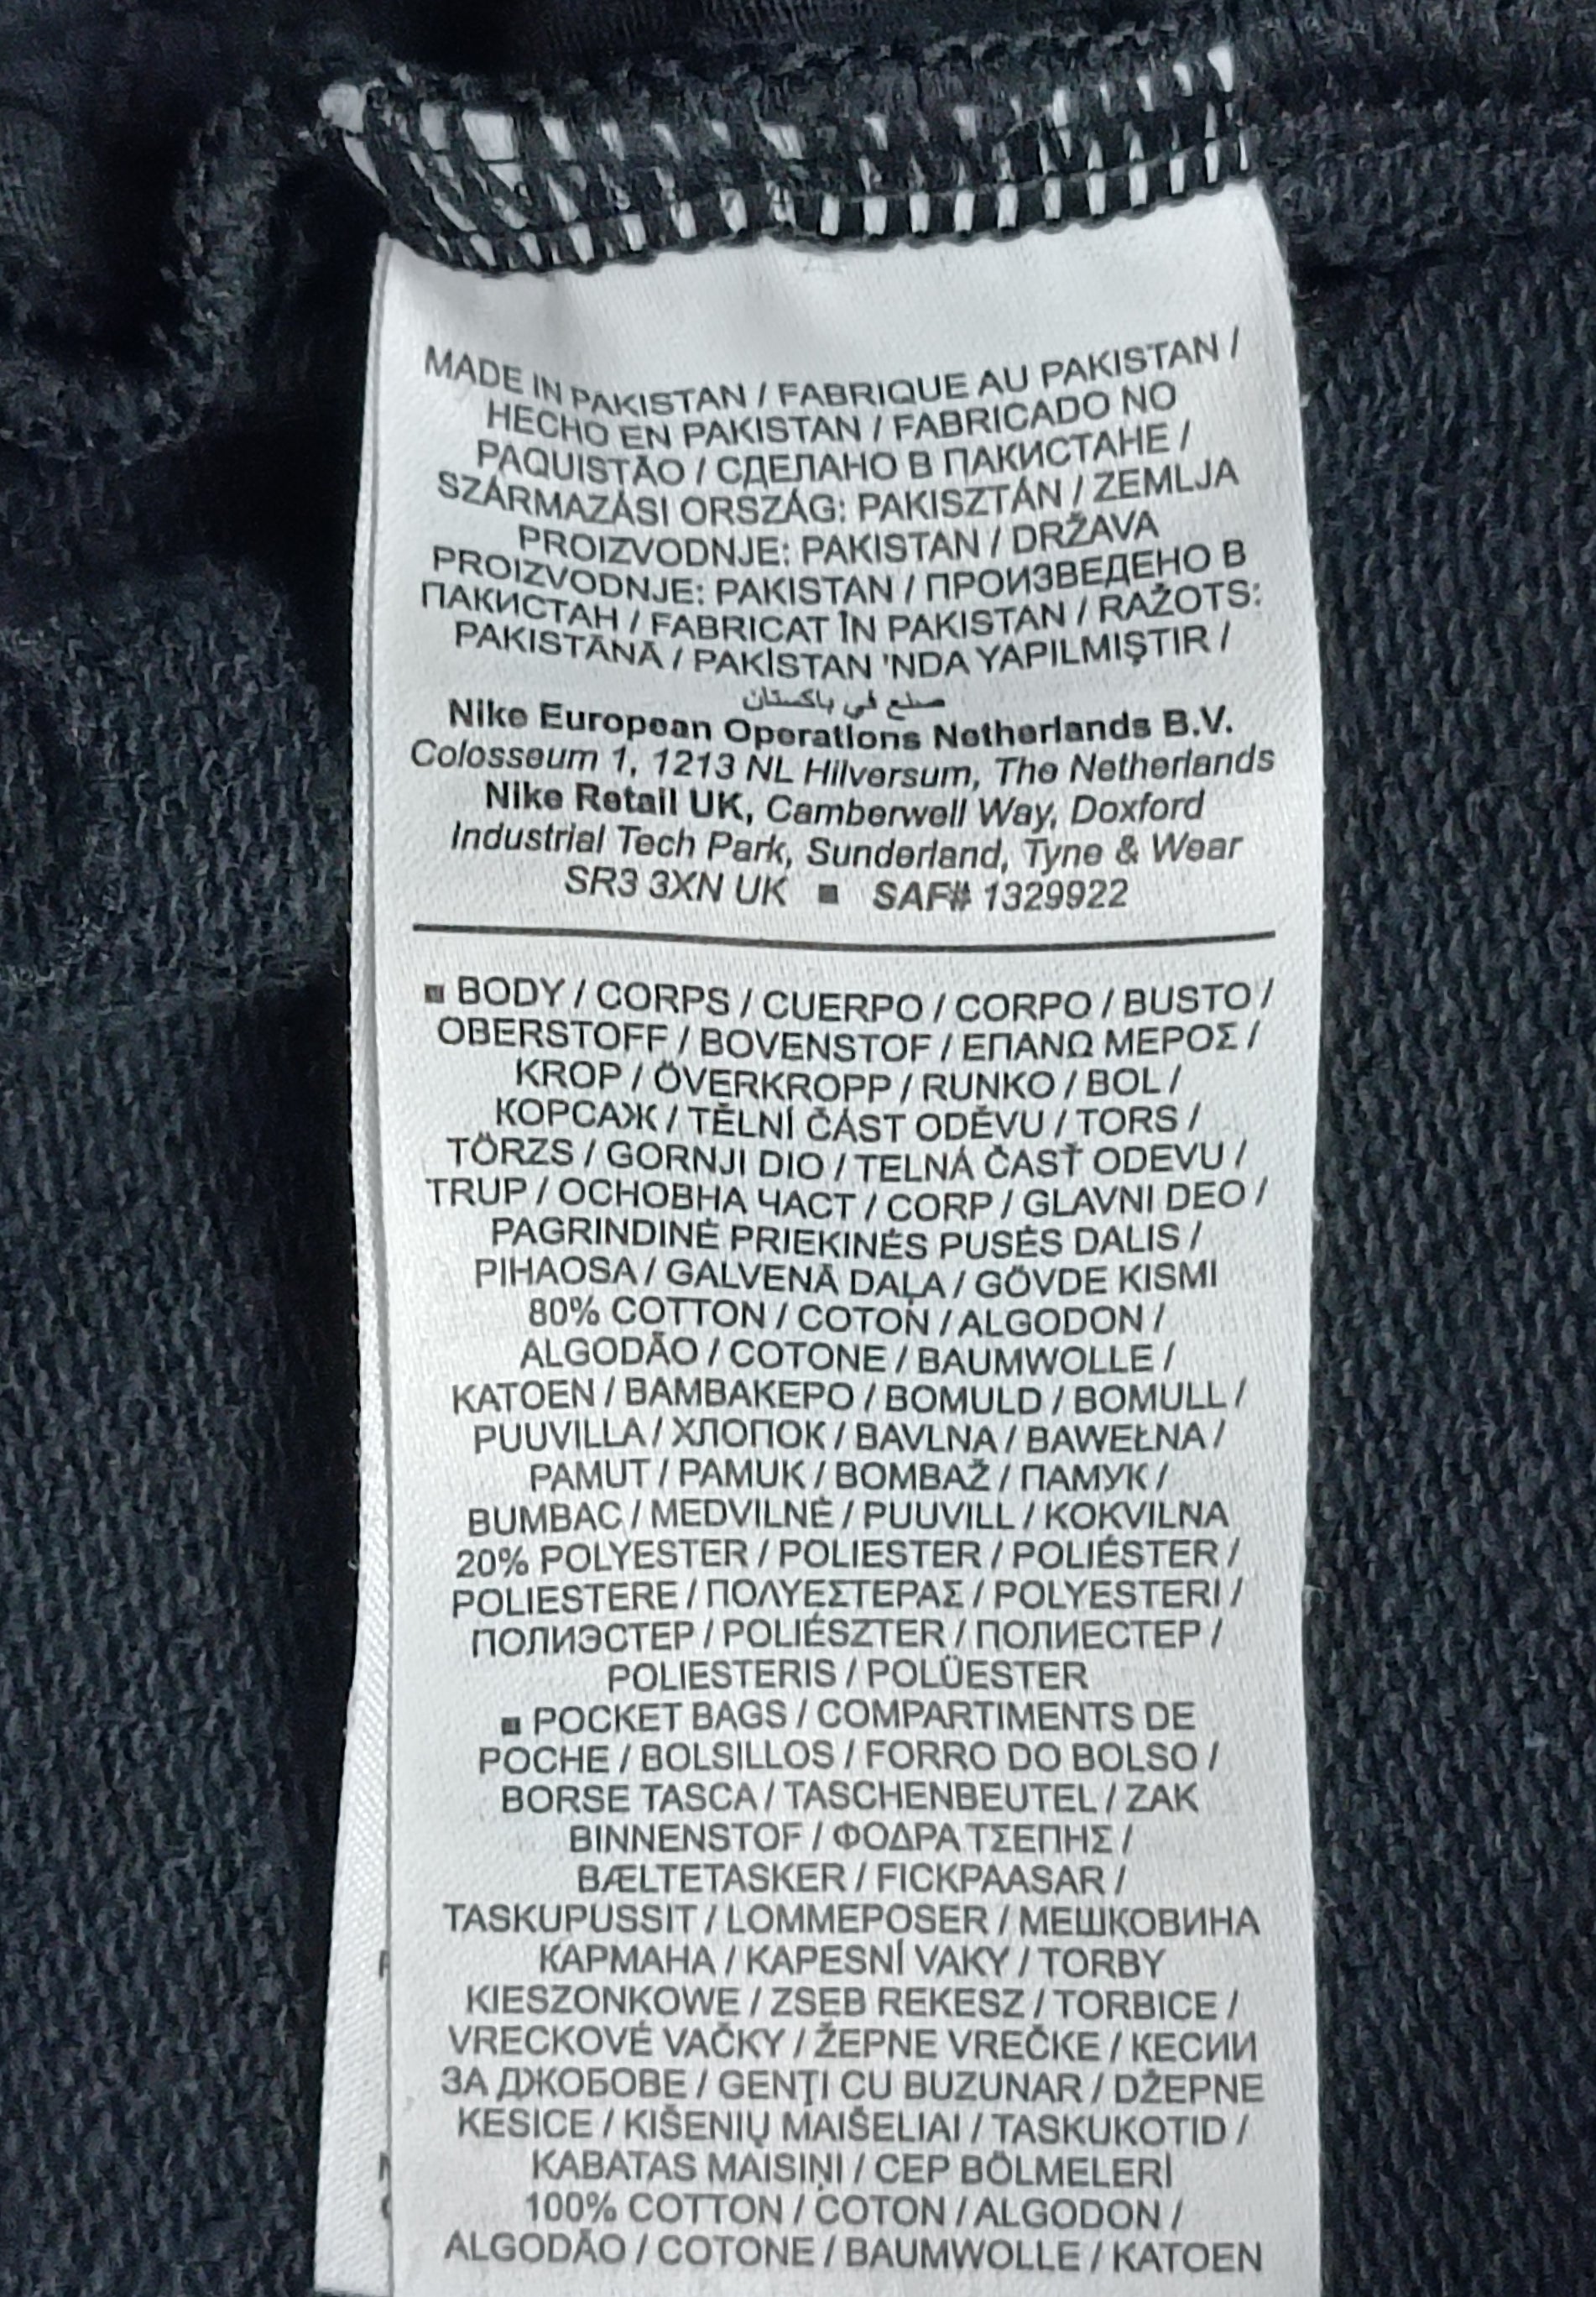 MADE IN PAKISTAN / FABRIQUE AU PAKISTAN /
HECHO EN PAKISTAN / FABRICADO NO
PAQUISTÃO / СДЕЛАНО В ПАКИСТАНЕ /
SZÁRMAZÁSI ORSZÁG: PAKISZTÁN / ZEMLJA
PROIZVODNJE: PAKISTAN / DRŽAVA
PROIZVODNJE: PAKISTAN / ПРОИЗВЕДЕНО В
ПАКИСТАН / FABRICAT ÎN PAKISTAN / RAŽOTS:
PAKISTĀNĀ / PAKİSTAN 'NDA YAPILMIŞTIR /
صنع في باكستان
Nike European Operations Netherlands B.V.
Colosseum 1, 1213 NL Hilversum, The Netherlands
Nike Retail UK, Camberwell Way, Doxford
Industrial Tech Park, Sunderland, Tyne & Wear
SR3 3XN UK ■ SAF# 1329922
■ BODY / CORPS / CUERPO / CORPO / BUSTO /
OBERSTOFF / BOVENSTOF / ΕΠΑΝΩ ΜΕΡΟΣ /
KROP / ÖVERKROPP / RUNKO / BOL /
КОРСАЖ / TĚLNÍ ČÁST ODĚVU / TORS /
TÖRZS / GORNJI DIO / TELNÁ ČASŤ ODEVU /
TRUP / ОСНОВНА ЧАСТ / CORP / GLAVNI DEO /
PAGRINDINĖ PRIEKINĖS PUSĖS DALIS /
PIHAOSA / GALVENĀ DAĻA / GÖVDE KISMI
80% COTTON / COTON / ALGODON /
ALGODÃO / COTONE / BAUMWOLLE /
KATOEN / ΒΑΜΒΑΚΕΡΟ / BOMULD / BOMULL /
PUUVILLA / ХЛОПОК / BAVLNA / BAWEŁNA /
PAMUT / PAMUK / BOMBAŽ / ПАМУК /
BUMBAC / MEDVILNĖ / PUUVILL / KOKVILNA
20% POLYESTER / POLIESTER / POLIÉSTER /
POLIESTERE / ΠΟΛΥΕΣΤΕΡΑΣ / POLYESTERI /
ПОЛИЭСТЕР / POLIÉSZTER / ПОЛИЕСТЕР /
POLIESTERIS / POLÜESTER
■ POCKET BAGS / COMPARTIMENTS DE
POCHE / BOLSILLOS / FORRO DO BOLSO /
BORSE TASCA / TASCHENBEUTEL / ZAK
BINNENSTOF / ΦΟΔΡΑ ΤΣΕΠΗΣ /
BÆLTETASKER / FICKPAASAR /
TASKUPUSSIT / LOMMEPOSER / МЕШКОВИНА
КАРМАНА / KAPESNÍ VAKY / TORBY
KIESZONKOWE / ZSEB REKESZ / TORBICE /
VRECKOVÉ VAČKY / ŽEPNE VREČKE / КЕСИИ
ЗА ДЖОБОВЕ / GENȚI CU BUZUNAR / DŽEPNE
KESICE / KIŠENIŲ MAIŠELIAI / TASKUKOTID /
KABATAS MAISIŅI / CEP BÖLMELERİ
100% COTTON / COTON / ALGODON /
ALGODÃO / COTONE / BAUMWOLLE / KATOEN